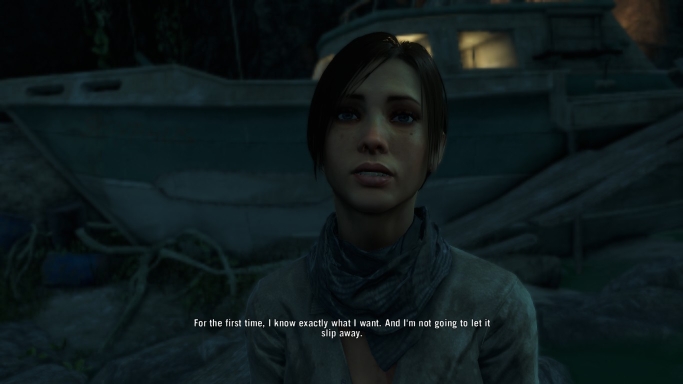 For the first time, I know exactly what I want. And I'm not going to let it
slip away.